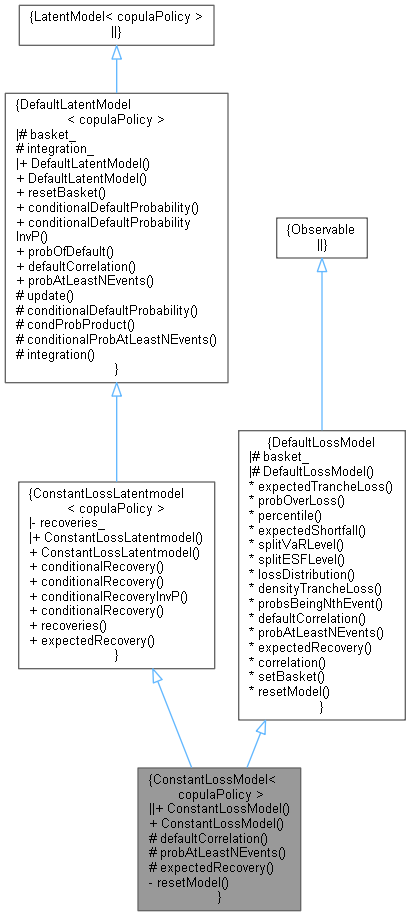 {LatentModel< copulaPolicy >
||}
{DefaultLatentModel
< copulaPolicy >
|# basket_
# integration_
|+ DefaultLatentModel()
+ DefaultLatentModel()
+ resetBasket()
+ conditionalDefaultProbability()
+ conditionalDefaultProbability
InvP()
+ probOfDefault()
+ defaultCorrelation()
+ probAtLeastNEvents()
# update()
# conditionalDefaultProbability()
# condProbProduct()
# conditionalProbAtLeastNEvents()
# integration()
}
{Observable
||}
{ConstantLossLatentmodel
< copulaPolicy >
|- recoveries_
|+ ConstantLossLatentmodel()
+ ConstantLossLatentmodel()
+ conditionalRecovery()
+ conditionalRecovery()
+ conditionalRecoveryInvP()
+ conditionalRecovery()
+ recoveries()
+ expectedRecovery()
}
{DefaultLossModel
|# basket_
|# DefaultLossModel()
* expectedTrancheLoss()
* probOverLoss()
* percentile()
* expectedShortfall()
* splitVaRLevel()
* splitESFLevel()
* lossDistribution()
* densityTrancheLoss()
* probsBeingNthEvent()
* defaultCorrelation()
* probAtLeastNEvents()
* expectedRecovery()
* correlation()
* setBasket()
* resetModel()
}
{ConstantLossModel<
copulaPolicy >
||+ ConstantLossModel()
+ ConstantLossModel()
# defaultCorrelation()
# probAtLeastNEvents()
# expectedRecovery()
- resetModel()
}